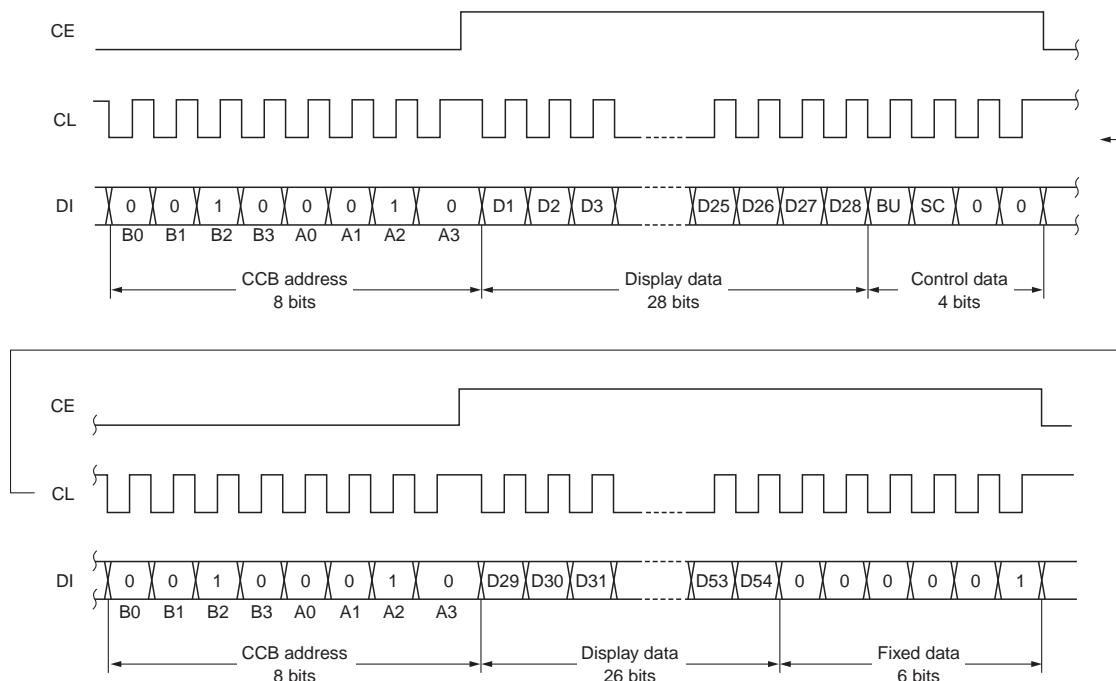 CE
CL
DI 0 0 1 0 0 0 1 0 D1 D2 D3 D25 D26 D27 D28 BU SC 0 0
B0 B1 B2 B3 A0 A1 A2 A3
CCB address Display data Control data
8 bits 28 bits 4 bits
CE
CL
DI 0 0 1 0 0 0 1 0 D29 D30 D31 D53 D54 0 0 0 0 0 1
B0 B1 B2 B3 A0 A1 A2 A3
CCB address Display data Fixed data
8 bits 26 bits 6 bits